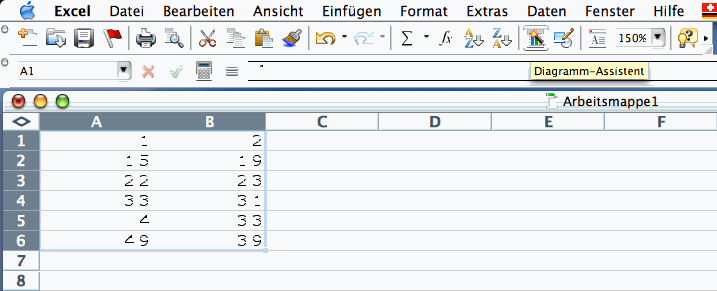 Excel Datei Bearbeiten Ansicht Einfügen Format Extras Daten Fenster Hilfe
Σ fx A Z Z A 150% ?
A1 = 1
Diagramm-Assistent
Arbeitsmappe1
A B C D E F
1 1 2
2 15 19
3 22 23
4 33 31
5 4 33
6 49 39
7
8